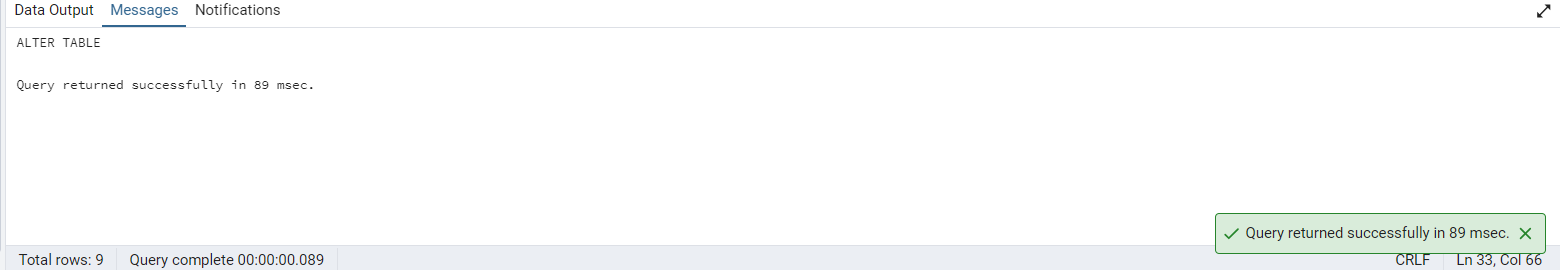 Data Output Messages Notifications
ALTER TABLE
Query returned successfully in 89 msec.
Query returned successfully in 89 msec.
Total rows: 9 Query complete 00:00:00.089 CRLF Ln 33, Col 66